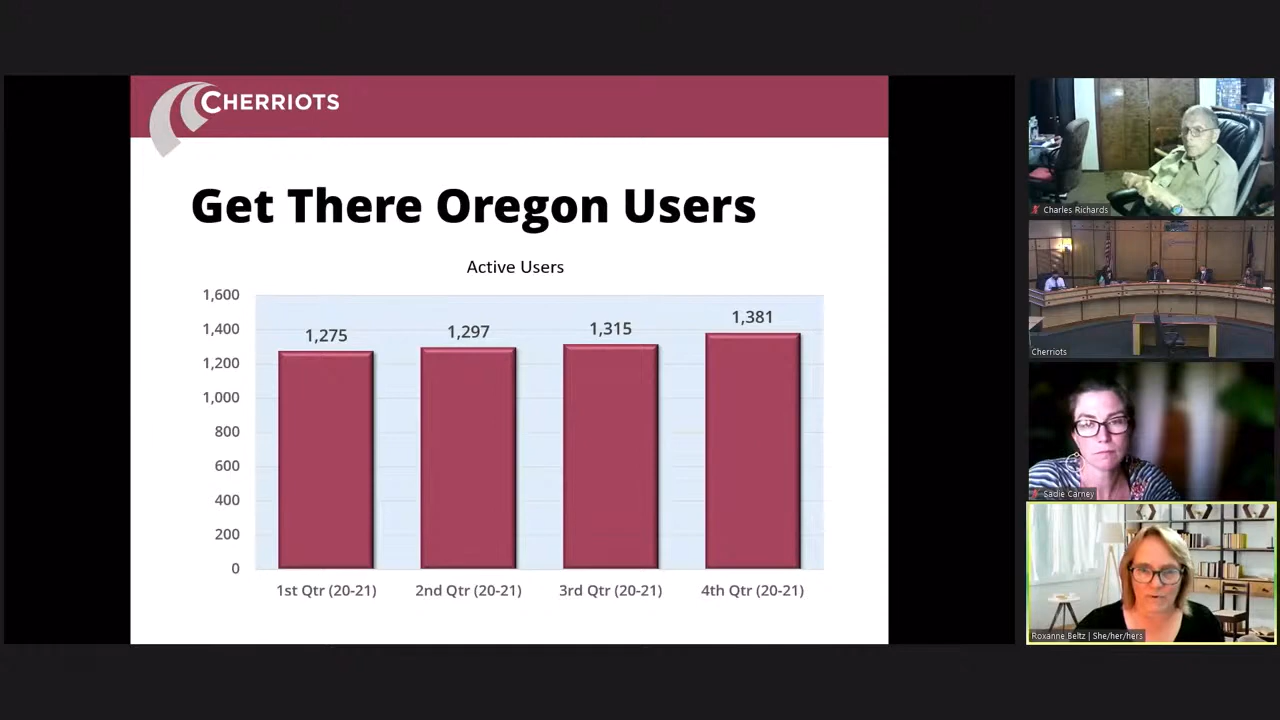 CHERRIOTS
Get There Oregon Users
Active Users
1,600
1,400
1,200
1,000
800
600
400
200
0
1,275
1,297
1,315
1,381
1st Qtr (20-21)
2nd Qtr (20-21)
3rd Qtr (20-21)
4th Qtr (20-21)
Charles Richards
Cherriots
Sadie Carney
Roxanne Beltz | She/her/hers